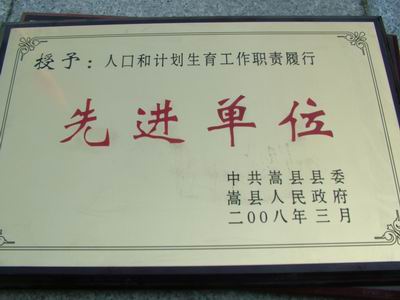 授予：人口和计划生育工作职责履行
先进单位
中共嵩县县委
嵩县人民政府
二00八年三月